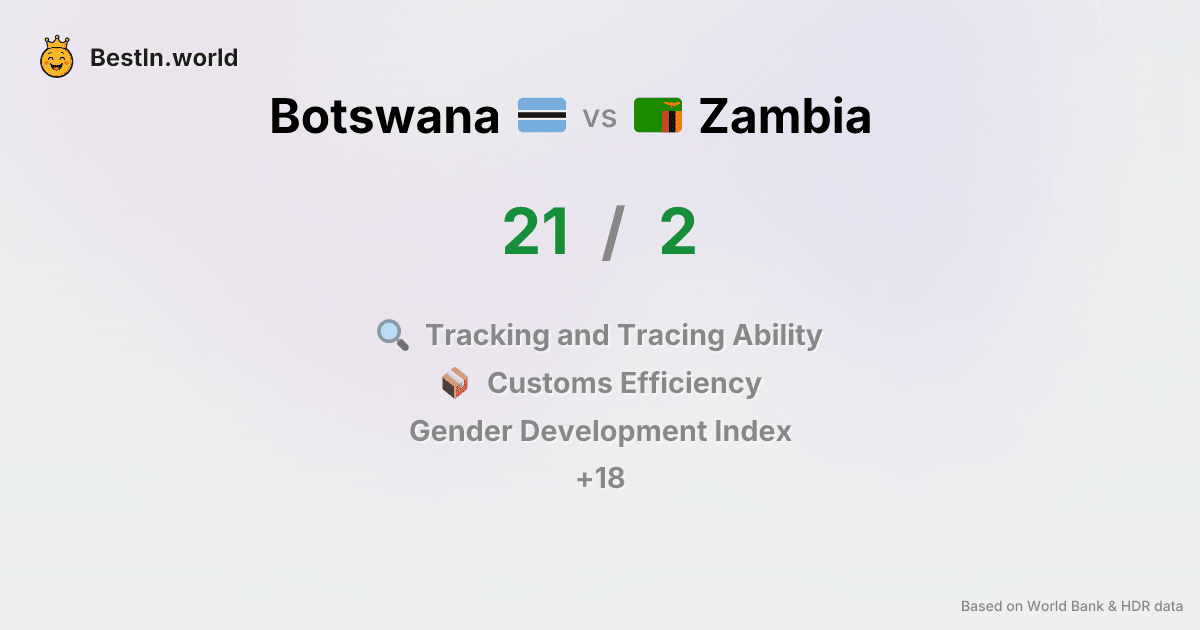 BestIn.world
Botswana vs Zambia
21 / 2
Tracking and Tracing Ability
Customs Efficiency
Gender Development Index
+18
Based on World Bank & HDR data